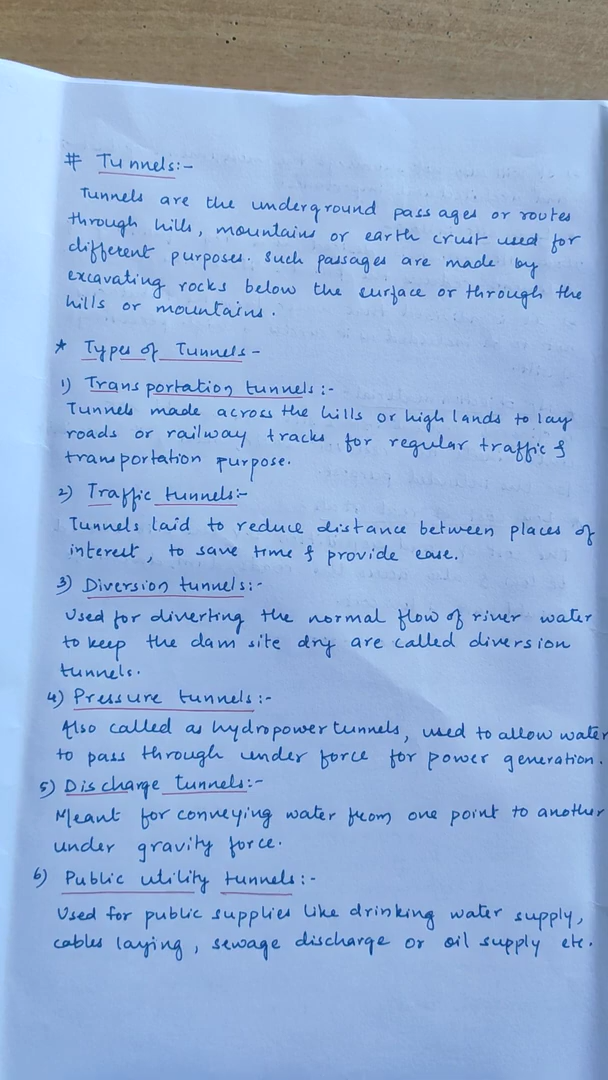 # Tunnels:-
Tunnels are the underground passages or routes
through hills, mountains or earth crust used for
different purposes. Such passages are made by
excavating rocks below the surface or through the
hills or mountains.
* Types of Tunnels -
1) Transportation tunnels :-
Tunnels made across the hills or high lands to lay
roads or railway tracks for regular traffic &
transportation purpose.
2) Traffic tunnels:-
Tunnels laid to reduce distance between places of
interest, to save time & provide ease.
3) Diversion tunnels:-
Used for diverting the normal flow of river water
to keep the dam site dry are called diversion
tunnels.
4) Pressure tunnels:-
Also called as hydropower tunnels, used to allow water
to pass through under force for power generation.
5) Discharge tunnels:-
Meant for conveying water from one point to another
under gravity force.
6) Public utility tunnels:-
Used for public supplies like drinking water supply,
cables laying, sewage discharge or oil supply etc.